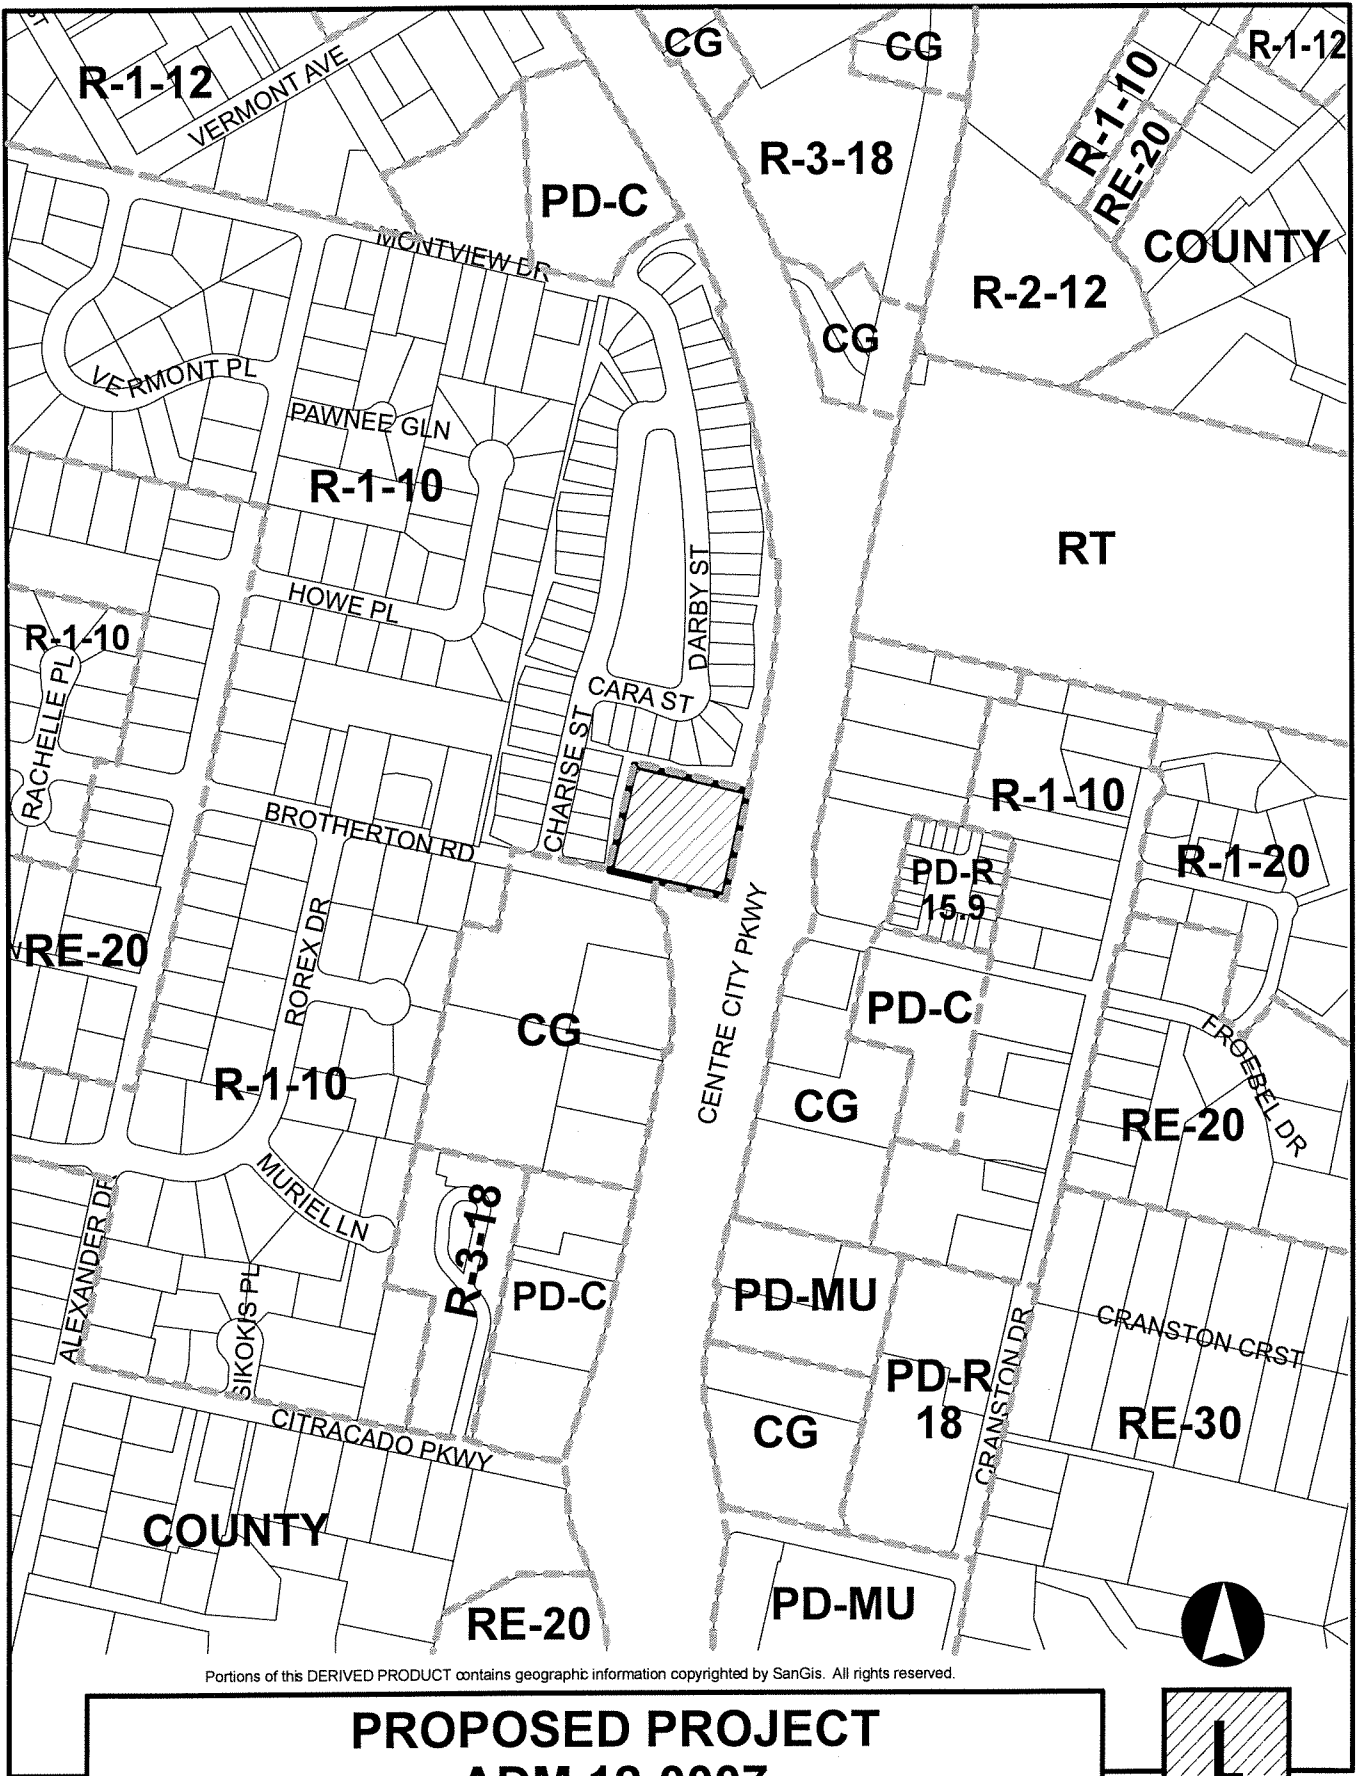 ST
R-1-12
VERMONT AVE
CG
CG
R-1-12
R-1-10
RE-20
R-3-18
PD-C
COUNTY
MONTVIEW DR
R-2-12
CG
VERMONT PL
PAWNEE GLN
R-1-10
RT
DARBY ST
HOWE PL
R-1-10
RACHELLE PL
CARA ST
CHARISE ST
R-1-10
BROTHERTON RD
PD-R
15.9
R-1-20
RE-20
ROREX DR
CENTRE CITY PKWY
PD-C
CG
FROEBEL DR
R-1-10
CG
RE-20
MURIEL LN
R-3-18
ALEXANDER DR
SIKOKIS PL
PD-C
PD-MU
CRANSTON DR
CRANSTON CRST
PD-R
18
CG
RE-30
CITRACADO PKWY
COUNTY
RE-20
PD-MU
Portions of this DERIVED PRODUCT contains geographic information copyrighted by SanGis. All rights reserved.
PROPOSED PROJECT